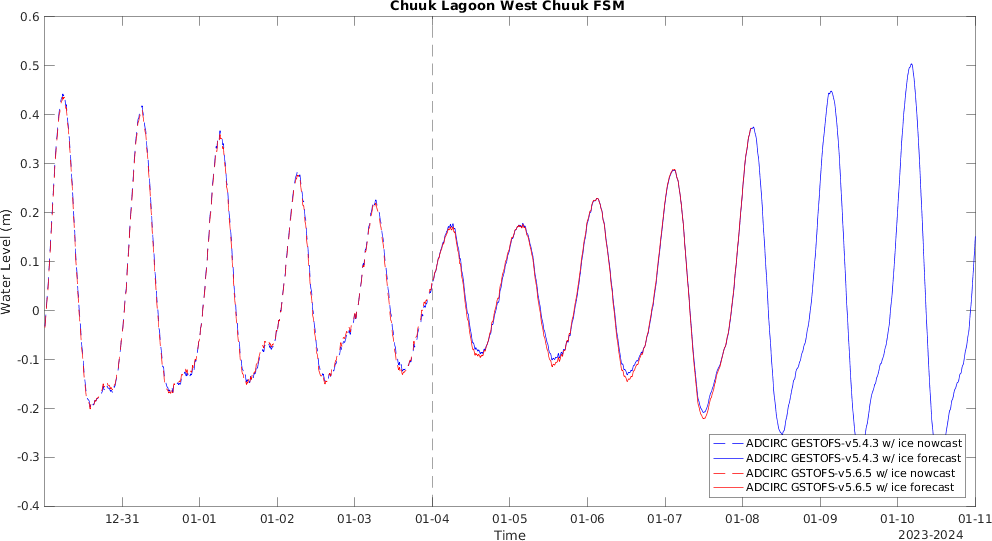 Chuuk Lagoon West Chuuk FSM
0.6
0.5
0.4
0.3
0.2
0.1
0
-0.1
-0.2
-0.3
-0.4
Water Level (m)
ADCIRC GESTOFS-v5.4.3 w/ ice nowcast
ADCIRC GESTOFS-v5.4.3 w/ ice forecast
ADCIRC GSTOFS-v5.6.5 w/ ice nowcast
ADCIRC GSTOFS-v5.6.5 w/ ice forecast
12-31 01-01 01-02 01-03 01-04 01-05 01-06 01-07 01-08 01-09 01-10 01-11
Time
2023-2024